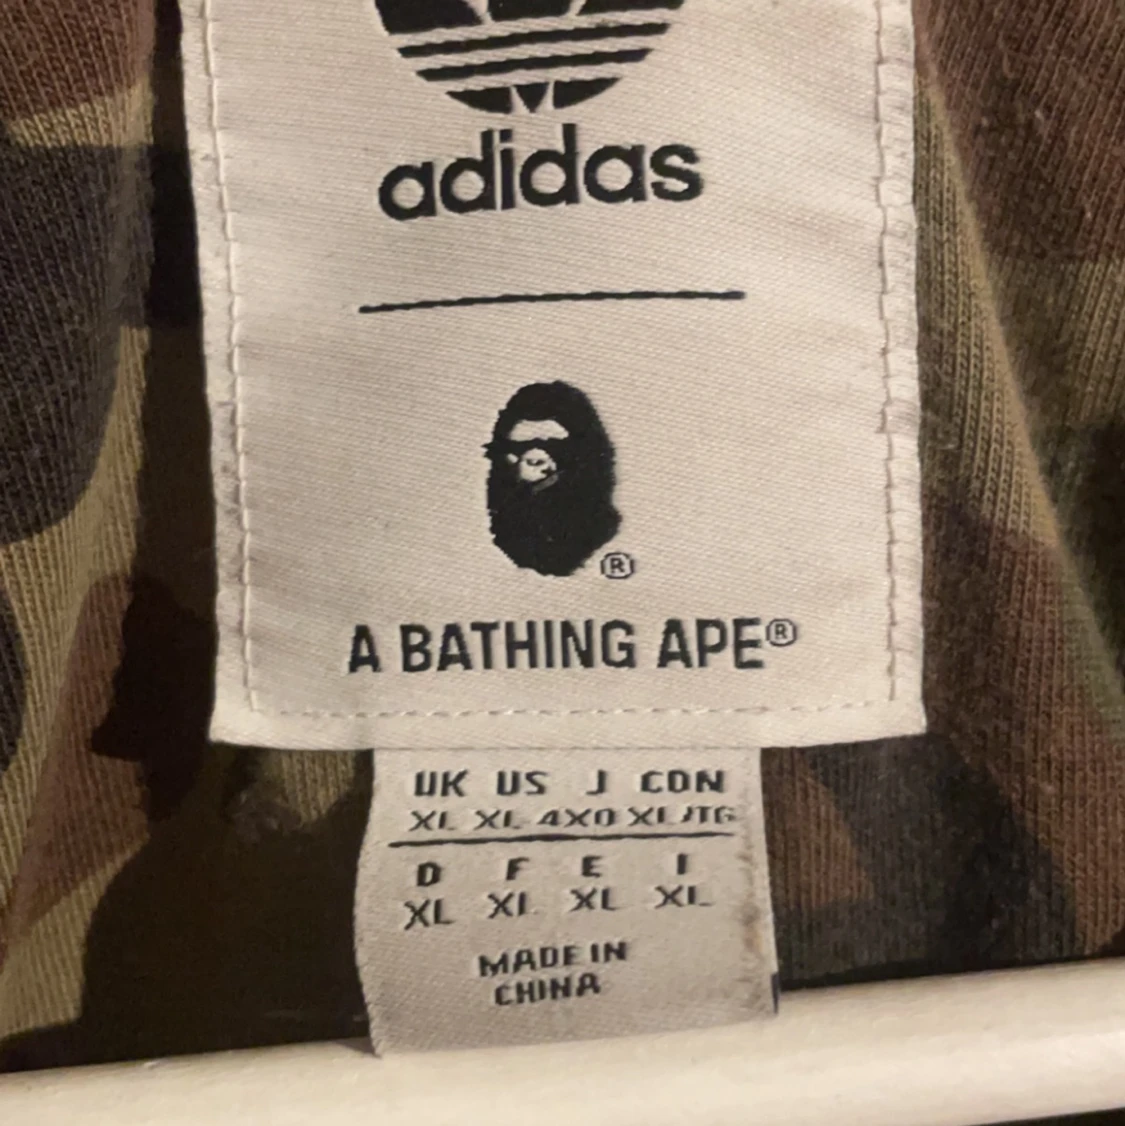 adidas
®
A BATHING APE®
UK US J CDN
XL XL 4XO XL/TG
D F E I
XL XL XL XL
MADE IN
CHINA